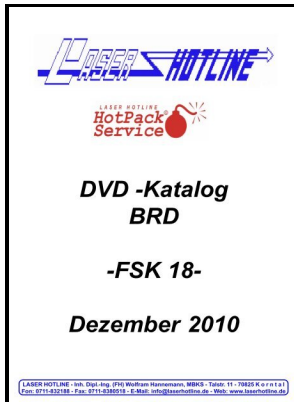 LASER HOTLINE
LASER HOTLINE
HotPack
Service
DVD -Katalog
BRD
-FSK 18-
Dezember 2010
LASER HOTLINE - Inh. Dipl.-Ing. (FH) Wolfram Hannemann, MBKS - Talstr. 11 - 70825 K o r n t a l
Fon: 0711-832188 - Fax: 0711-8380518 - E-Mail: info@laserhotline.de - Web: www.laserhotline.de